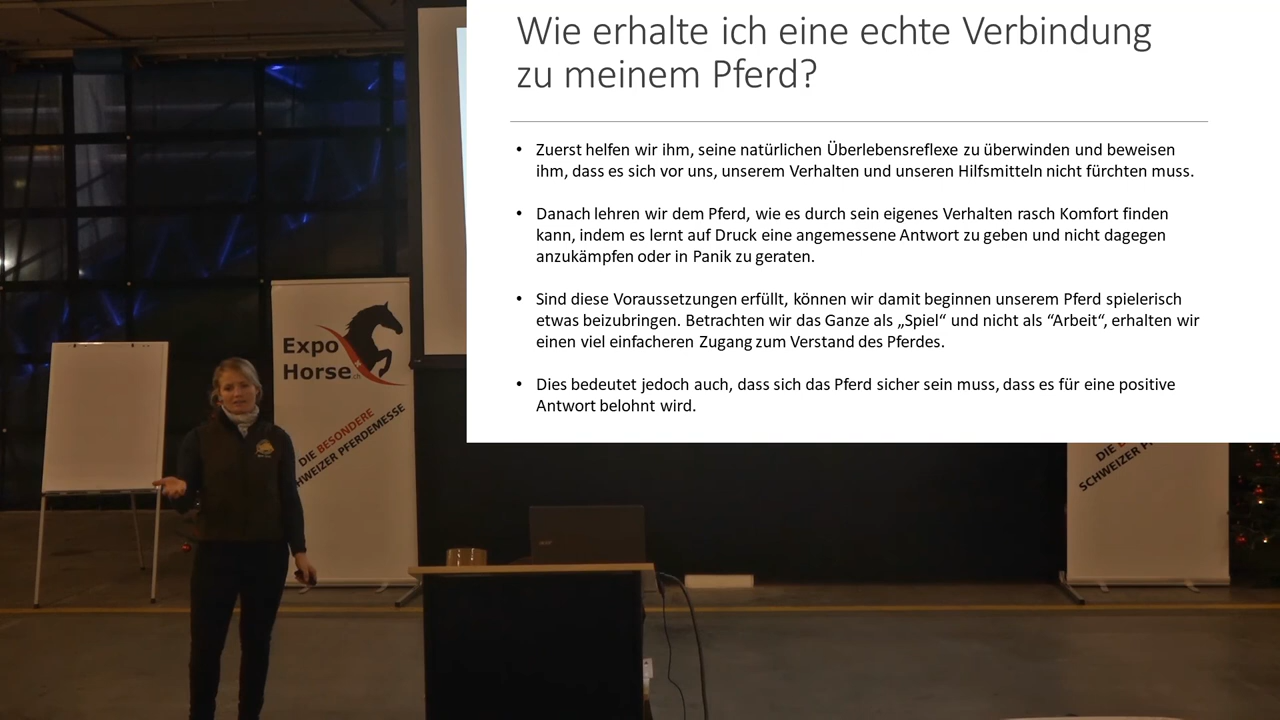 Wie erhalte ich eine echte Verbindung
zu meinem Pferd?
• Zuerst helfen wir ihm, seine natürlichen Überlebensreflexe zu überwinden und beweisen
ihm, dass es sich vor uns, unserem Verhalten und unseren Hilfsmitteln nicht fürchten muss.
• Danach lehren wir dem Pferd, wie es durch sein eigenes Verhalten rasch Komfort finden
kann, indem es lernt auf Druck eine angemessene Antwort zu geben und nicht dagegen
anzukämpfen oder in Panik zu geraten.
• Sind diese Voraussetzungen erfüllt, können wir damit beginnen unserem Pferd spielerisch
etwas beizubringen. Betrachten wir das Ganze als „Spiel“ und nicht als “Arbeit“, erhalten wir
einen viel einfacheren Zugang zum Verstand des Pferdes.
• Dies bedeutet jedoch auch, dass sich das Pferd sicher sein muss, dass es für eine positive
Antwort belohnt wird.
Expo
Horse.ch
DIE BESONDERE
HWEIZER PFERDEMESSE
DIE
SCHWEIZER